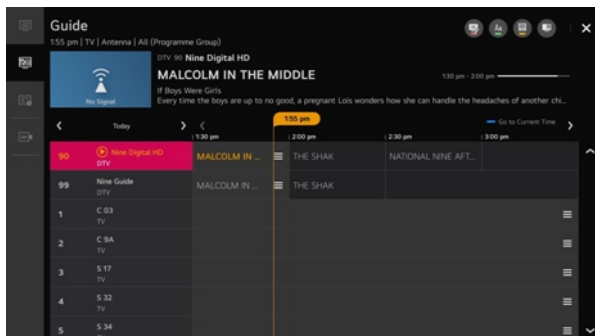 Guide
1:55 pm | TV | Antenna | All (Programme Group)
DTV 90 Nine Digital HD
MALCOLM IN THE MIDDLE
1:30 pm - 2:00 pm
If Boys Were Girls
Every time the boys are up to no good, a pregnant Lois wonders how she can handle the headaches of another chi...
No Signal
Today
1:55 pm
Go to Current Time
1:30 pm
2:00 pm
2:30 pm
3:00 pm
90 Nine Digital HD MALCOLM IN ... THE SHAK NATIONAL NINE AFT...
DTV
99 Nine Guide MALCOLM IN ... THE SHAK
DTV
1 C 03
TV
2 C 9A
TV
3 S 17
TV
4 S 32
TV
5 S 34